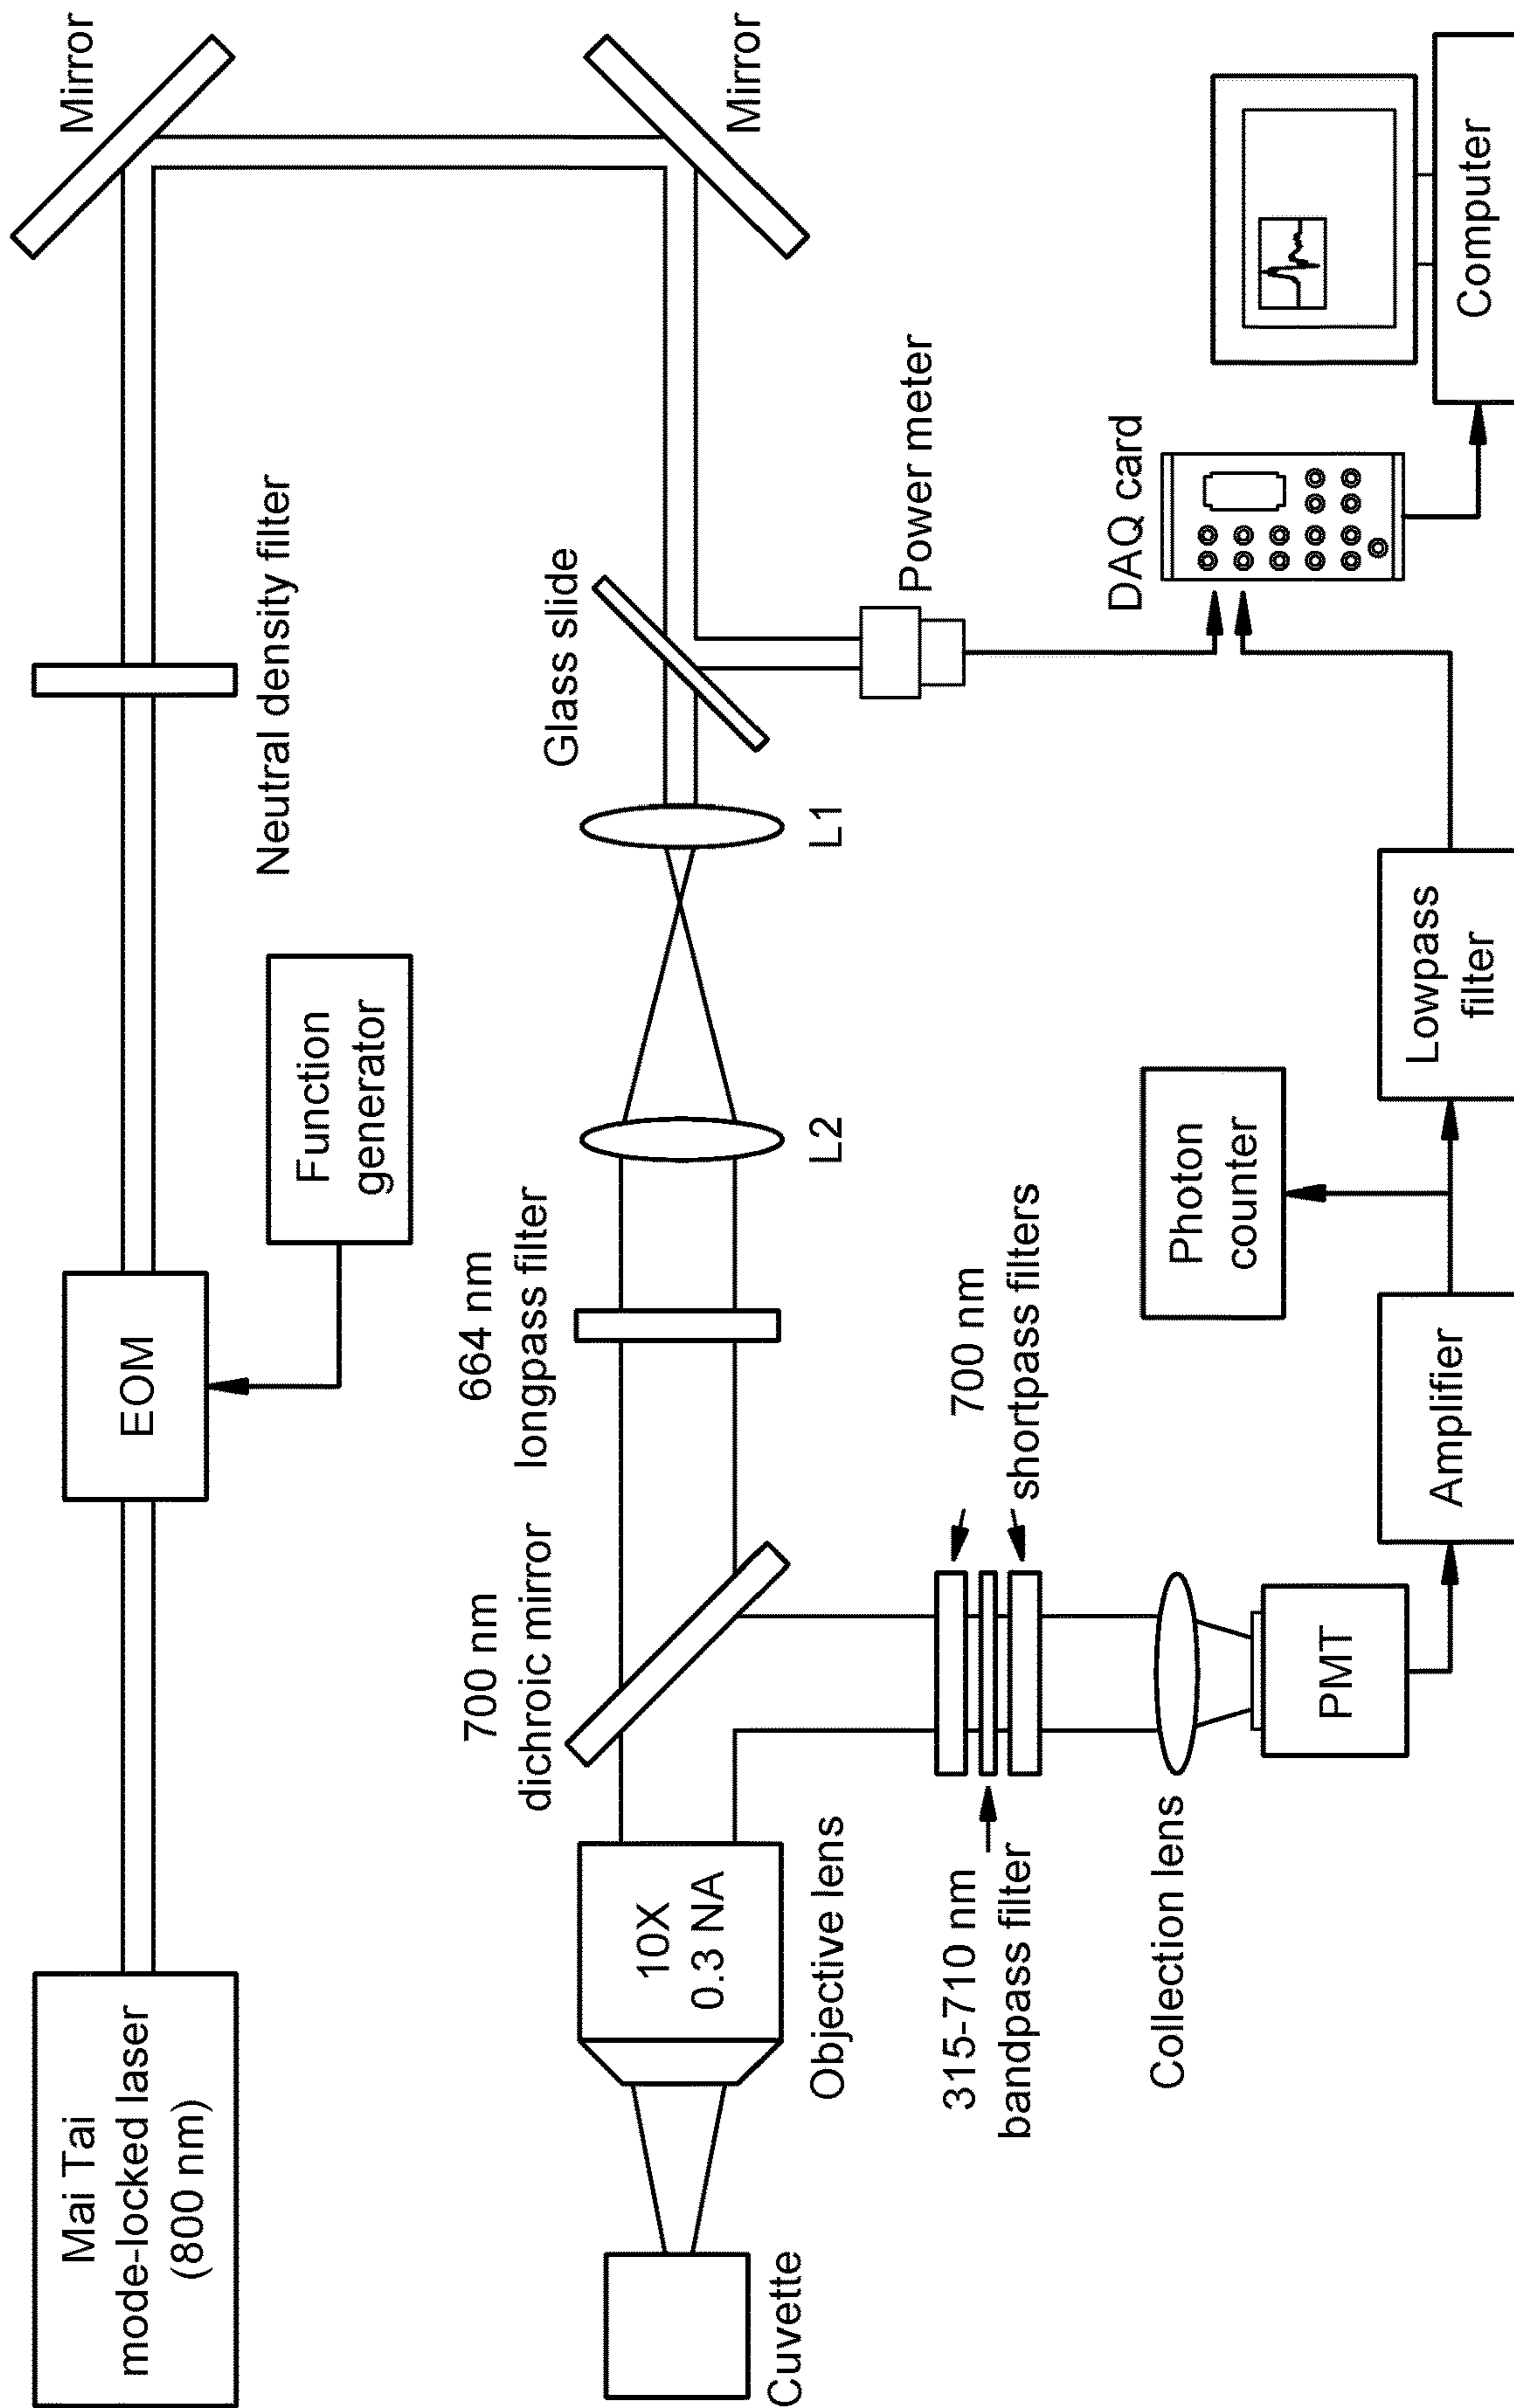 Mai Tai
mode-locked laser
(800 nm)
EOM
Function
generator
Neutral density filter
Mirror
Mirror
Glass slide
Power meter
L1
L2
664 nm
longpass filter
700 nm
dichroic mirror
10X
0.3 NA
Objective lens
Cuvette
315-710 nm
bandpass filter
700 nm
shortpass filters
Collection lens
PMT
Amplifier
Photon
counter
Lowpass
filter
DAQ card
Computer